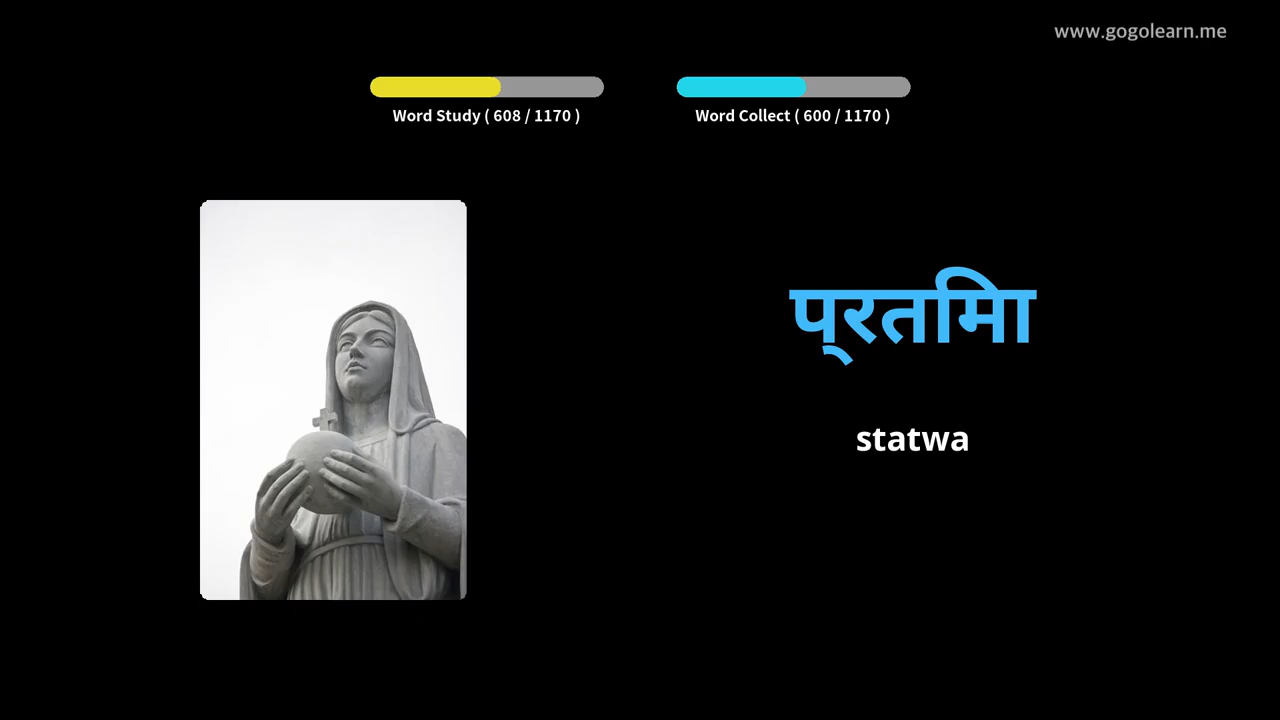 www.gogolearn.me
Word Study ( 608 / 1170 )
Word Collect ( 600 / 1170 )
प्रतिमा
statwa